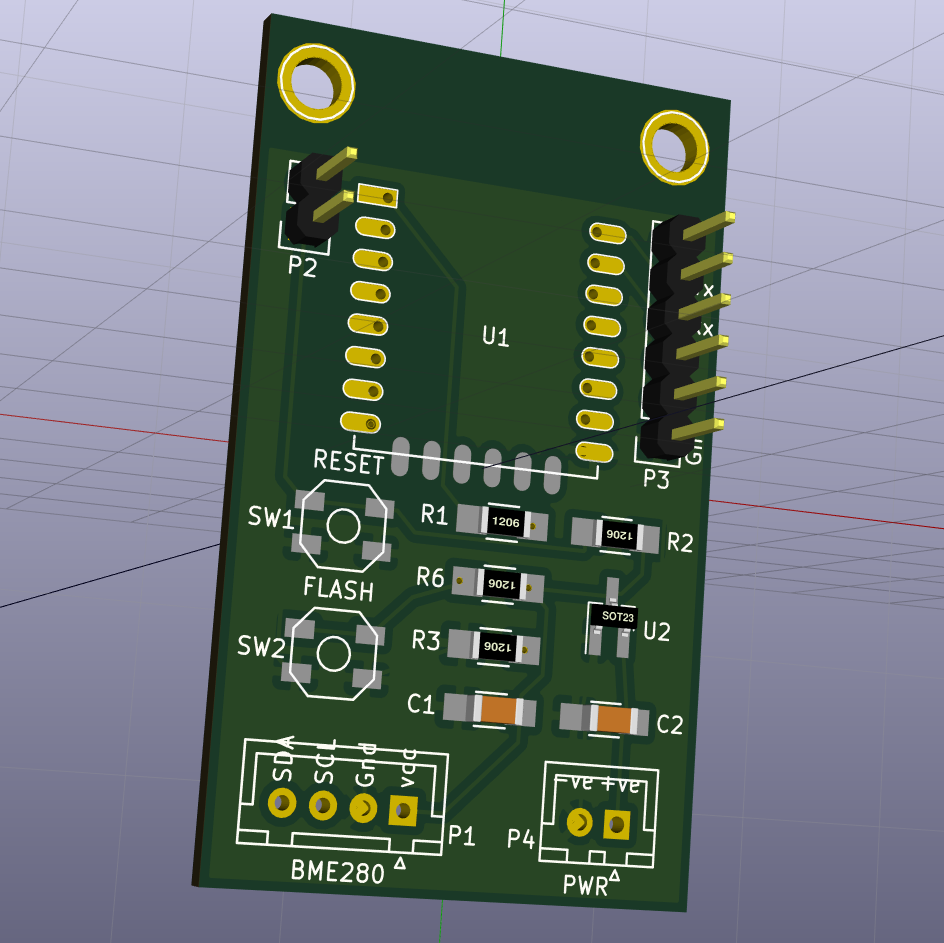 P2
U1
P3
RESET
SW1
R1
1206
1206
R2
FLASH
R6
1206
SOT23
U2
SW2
R3
1206
C1
C2
SDA
SCL
Gnd
vcc
-ve
+ve
P1
P4
BME280
PWR